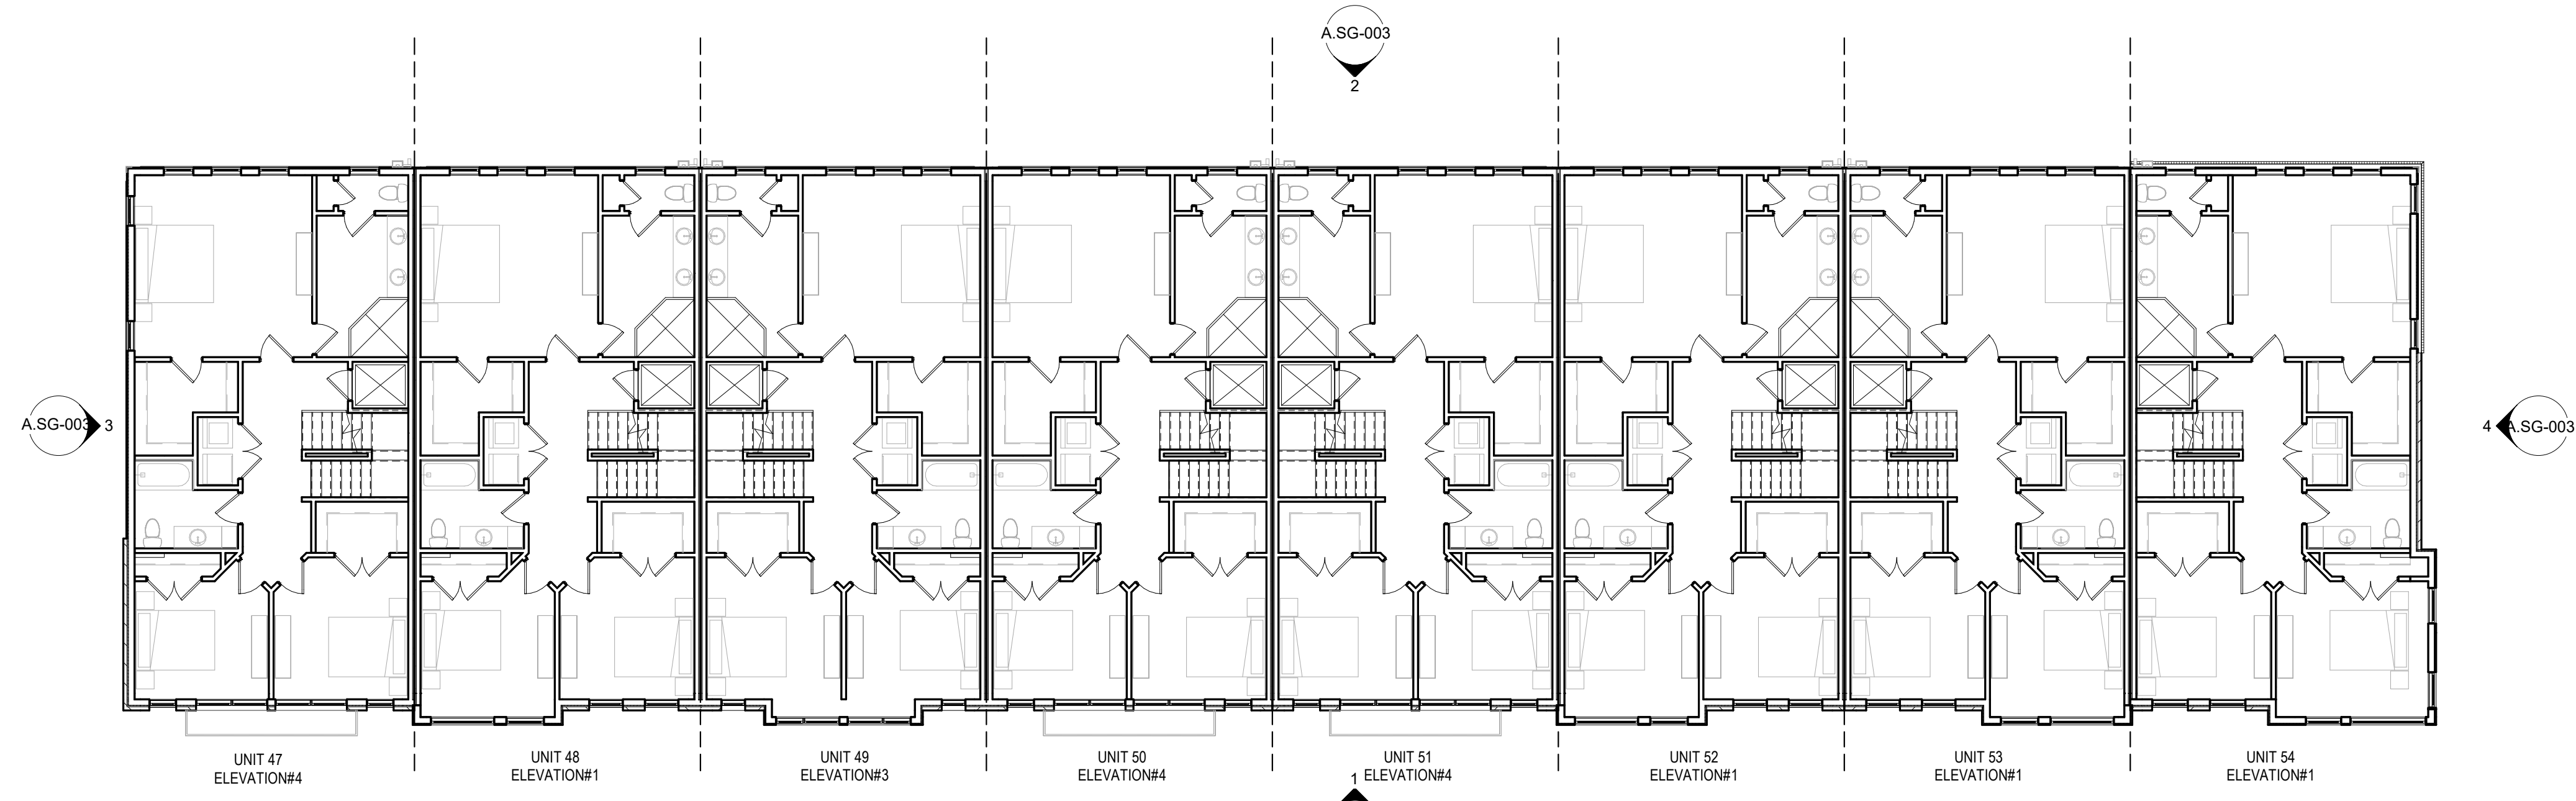 A.SG-003
2
A.SG-003
3
4
A.SG-003
UNIT 47
ELEVATION#4
UNIT 48
ELEVATION#1
UNIT 49
ELEVATION#3
UNIT 50
ELEVATION#4
UNIT 51
ELEVATION#4
UNIT 52
ELEVATION#1
UNIT 53
ELEVATION#1
UNIT 54
ELEVATION#1
1